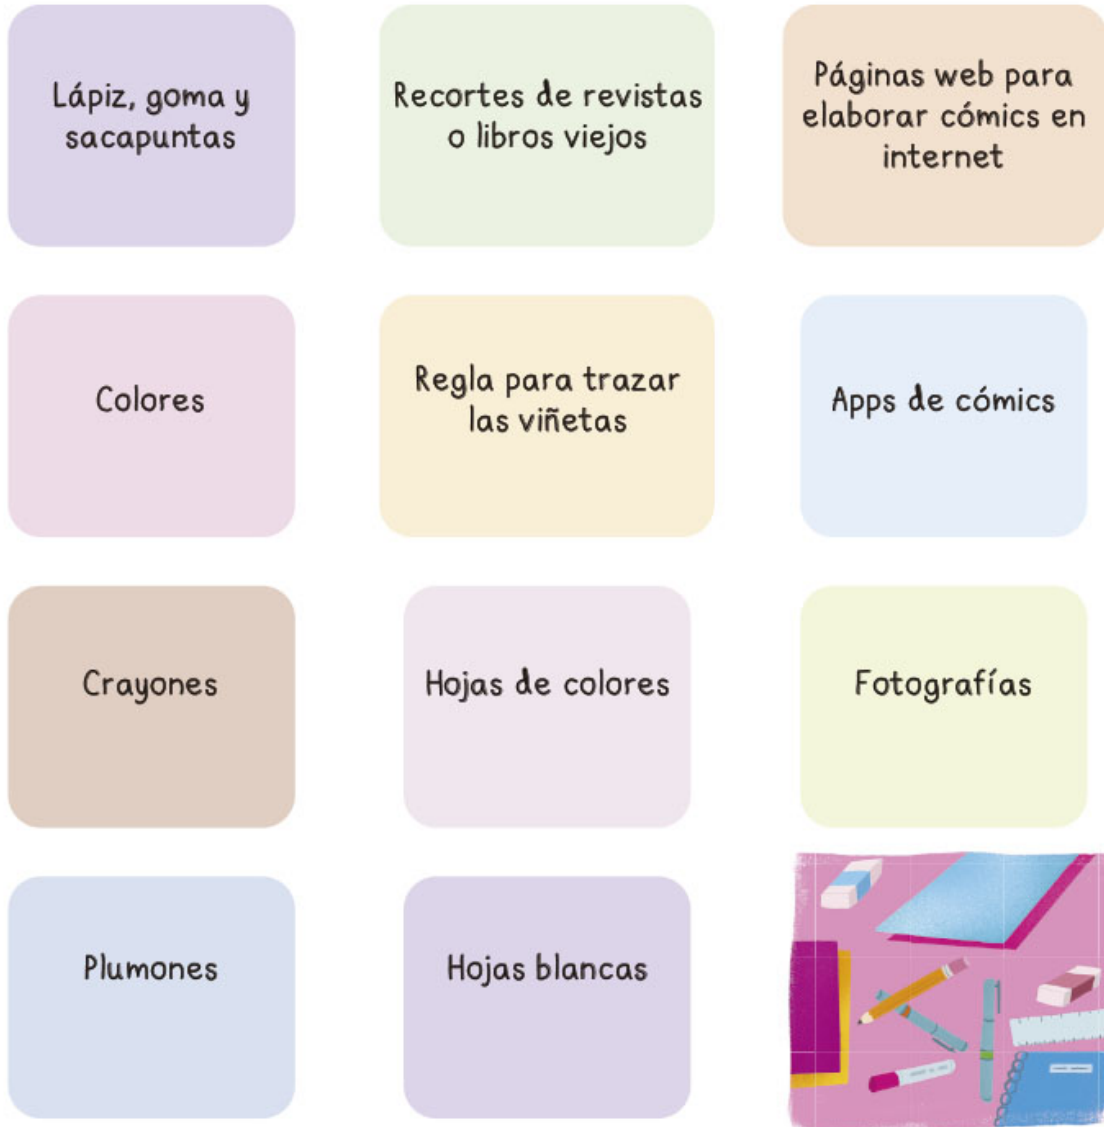 Lápiz, goma y
sacapuntas
Recortes de revistas
o libros viejos
Páginas web para
elaborar cómics en
internet
Colores
Regla para trazar
las viñetas
Apps de cómics
Crayones
Hojas de colores
Fotografías
Plumones
Hojas blancas